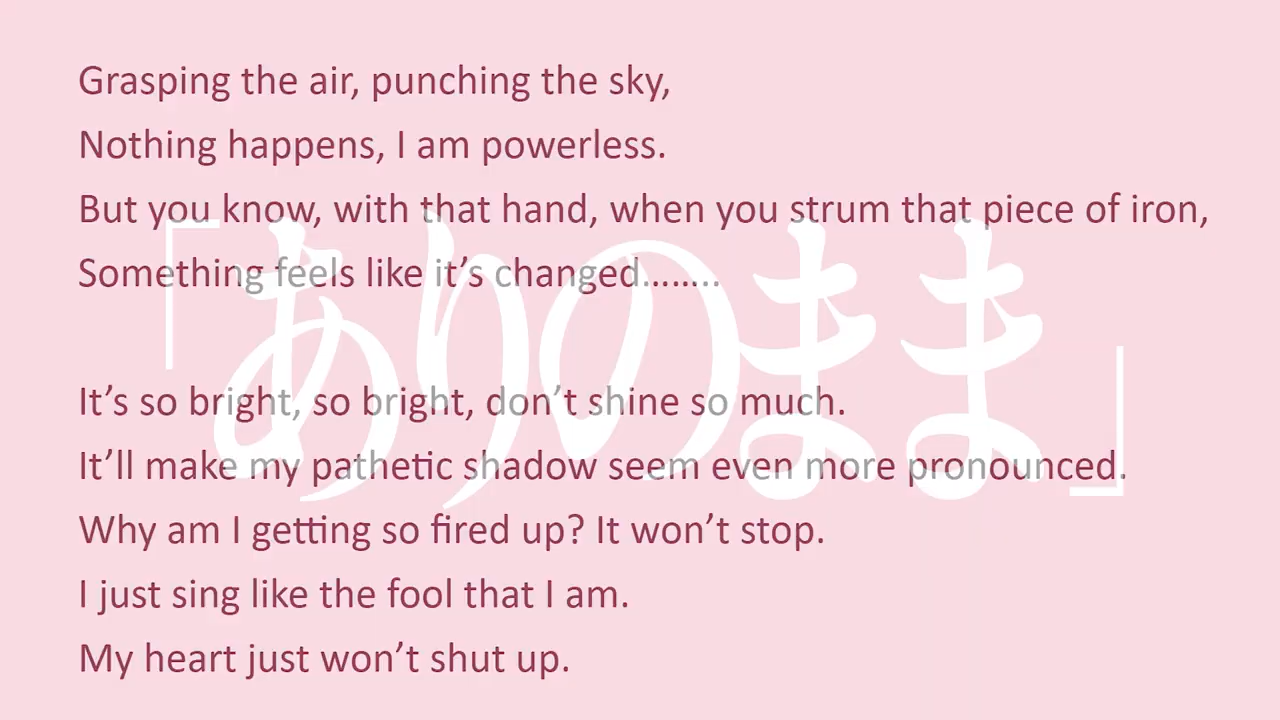 Grasping the air, punching the sky,
Nothing happens, I am powerless.
But you know, with that hand, when you strum that piece of iron,
Something feels like it’s changed……..
「ありのまま」
It’s so bright, so bright, don’t shine so much.
It’ll make my pathetic shadow seem even more pronounced.
Why am I getting so fired up? It won’t stop.
I just sing like the fool that I am.
My heart just won’t shut up.